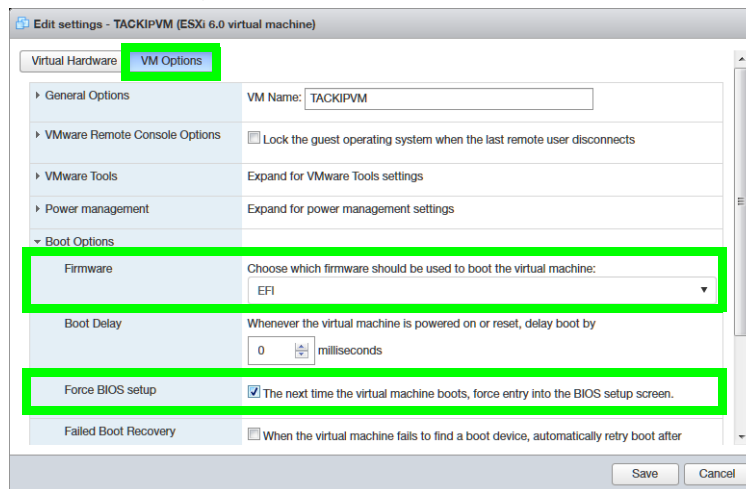 Edit settings - TACKIPVM (ESXi 6.0 virtual machine)
Virtual Hardware VM Options
General Options VM Name: TACKIPVM
VMware Remote Console Options Lock the guest operating system when the last remote user disconnects
VMware Tools Expand for VMware Tools settings
Power management Expand for power management settings
Boot Options
Firmware Choose which firmware should be used to boot the virtual machine:
EFI
Boot Delay Whenever the virtual machine is powered on or reset, delay boot by
0 milliseconds
Force BIOS setup The next time the virtual machine boots, force entry into the BIOS setup screen.
Failed Boot Recovery When the virtual machine fails to find a boot device, automatically retry boot after
Save Cancel